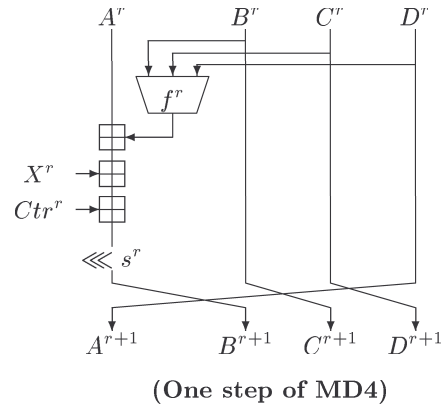 A^r B^r C^r D^r
f^r
X^r
Ctr^r
⋘ s^r
A^{r+1} B^{r+1} C^{r+1} D^{r+1}
(One step of MD4)